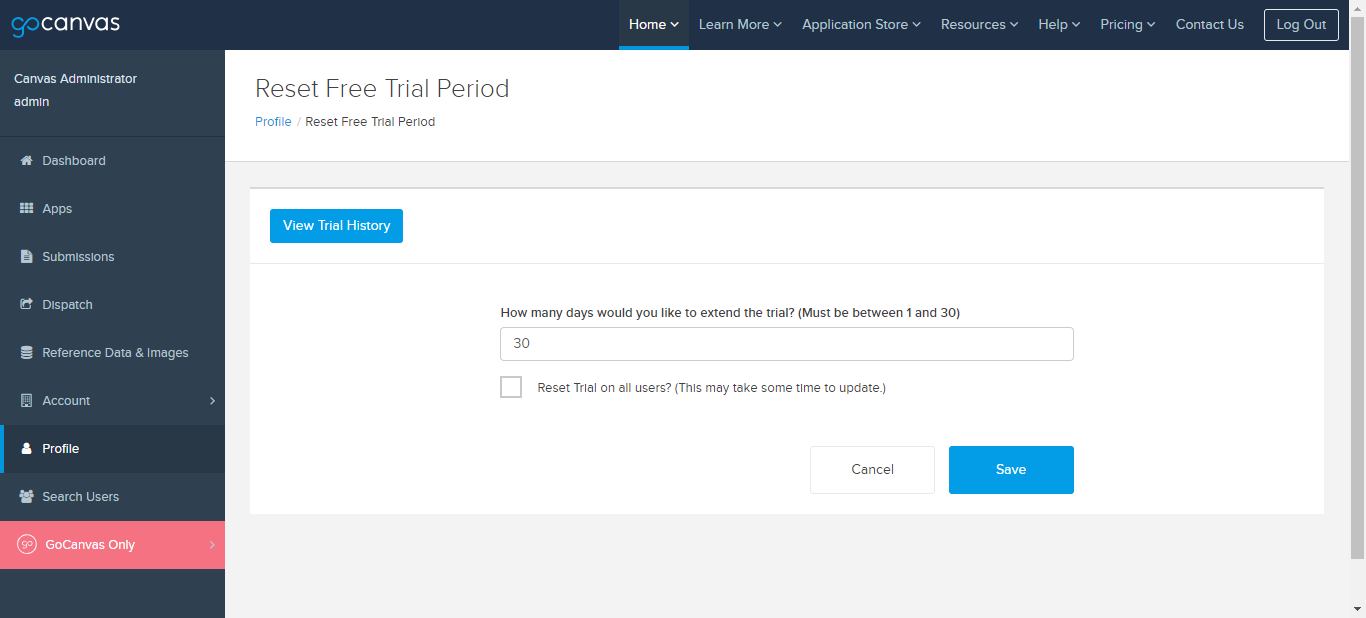 gocanvas
Home Learn More Application Store Resources Help Pricing Contact Us Log Out
Canvas Administrator
admin
Dashboard
Apps
Submissions
Dispatch
Reference Data & Images
Account
Profile
Search Users
go GoCanvas Only
Reset Free Trial Period
Profile / Reset Free Trial Period
View Trial History
How many days would you like to extend the trial? (Must be between 1 and 30)
30
Reset Trial on all users? (This may take some time to update.)
Cancel Save